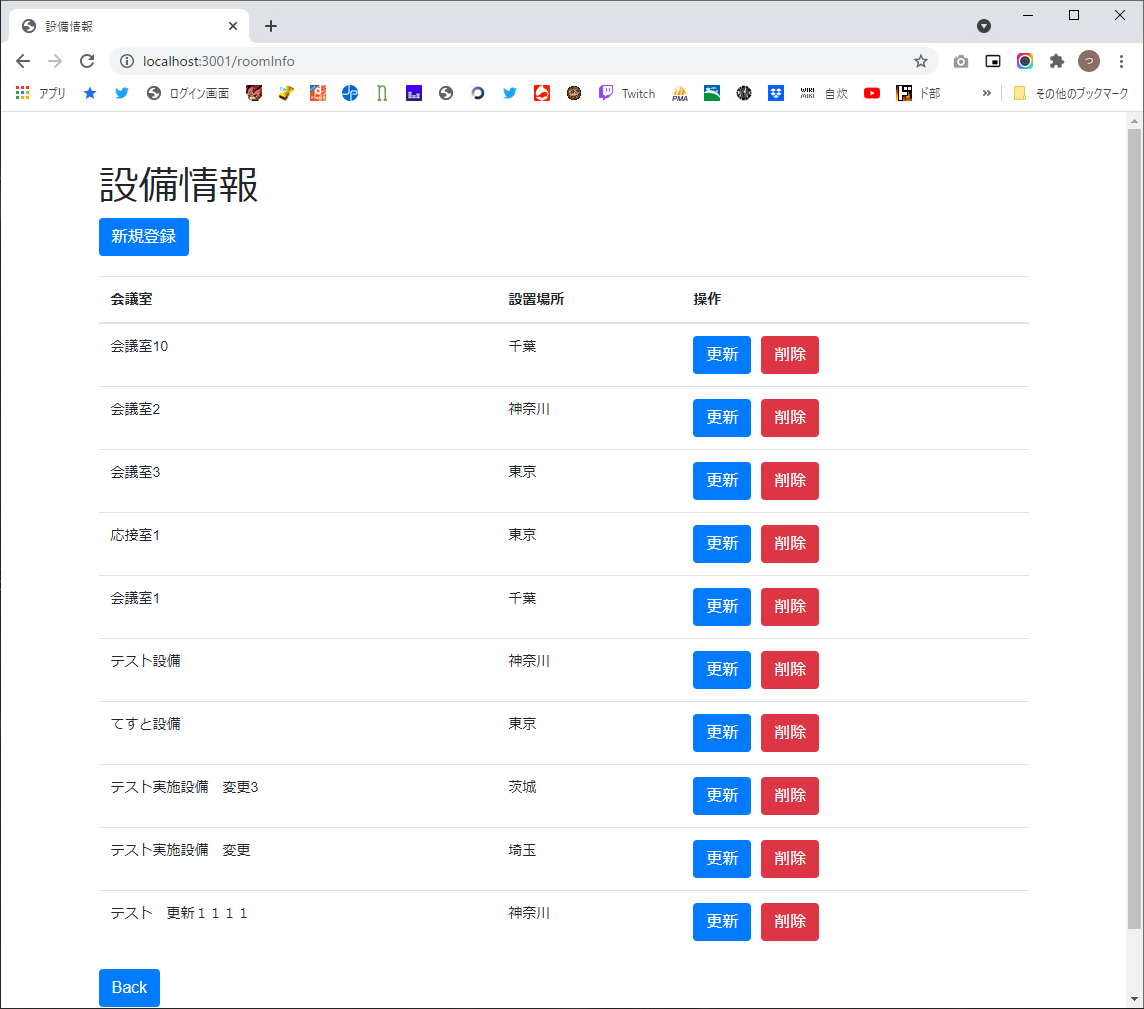 設備情報
localhost:3001/roomInfo
アプリ ログイン画面 Twitch PMA WIKI WIKI 自炊 ド部 » その他のブックマーク
設備情報
新規登録
会議室 設置場所 操作
会議室10 千葉 更新 削除
会議室2 神奈川 更新 削除
会議室3 東京 更新 削除
応接室1 東京 更新 削除
会議室1 千葉 更新 削除
テスト設備 神奈川 更新 削除
てすと設備 東京 更新 削除
テスト実施設備　変更3 茨城 更新 削除
テスト実施設備　変更 埼玉 更新 削除
テスト　更新１１１１ 神奈川 更新 削除
Back